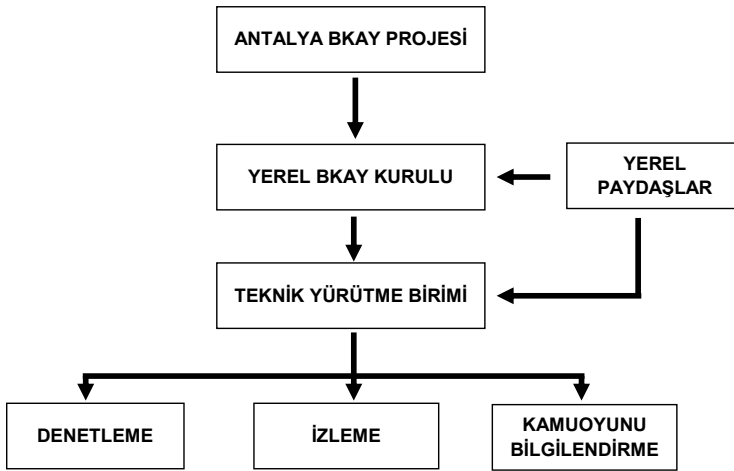 ANTALYA BKAY PROJESİ
YEREL BKAY KURULU
YEREL
PAYDAŞLAR
TEKNİK YÜRÜTME BİRİMİ
DENETLEME
İZLEME
KAMUOYUNU
BİLGİLENDİRME